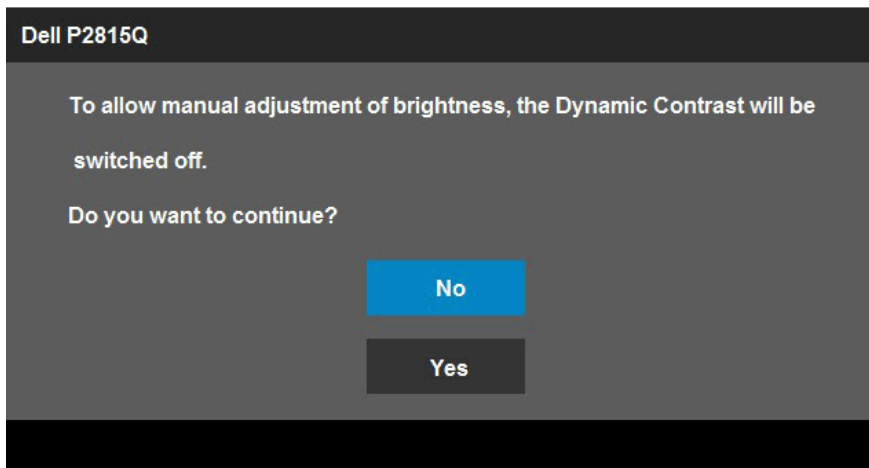 Dell P2815Q
To allow manual adjustment of brightness, the Dynamic Contrast will be
switched off.
Do you want to continue?
No
Yes